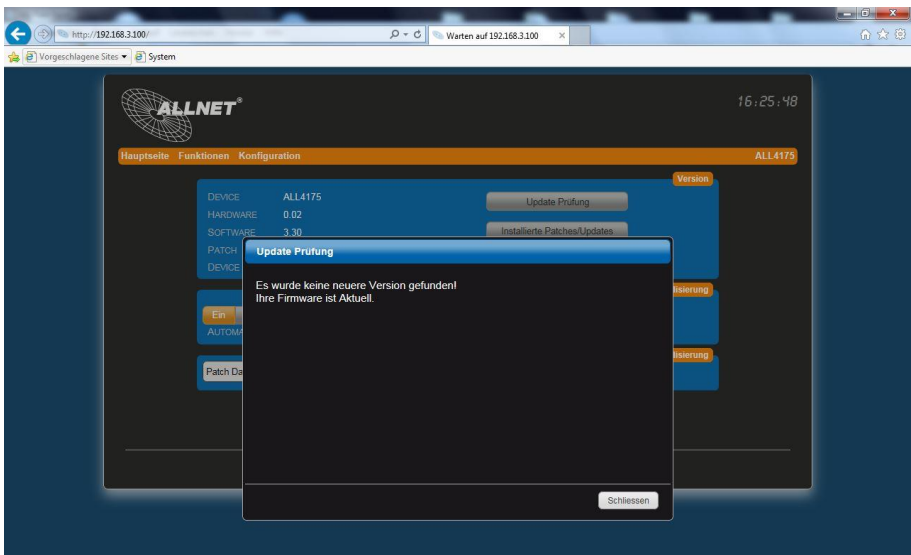 http://192.168.3.100/
Warten auf 192.168.3.100
Vorgeschlagene Sites
System
ALLNET®
16:25:48
Hauptseite Funktionen Konfiguration
ALL4175
Version
DEVICE ALL4175
Update Prüfung
HARDWARE 0.02
SOFTWARE 3.30
Installierte Patches/Updates
PATCH
DEVICE
Update Prüfung
Es wurde keine neuere Version gefunden!
Ihre Firmware ist Aktuell.
lisierung
Ein
AUTOMA
lisierung
Patch Da
Schliessen